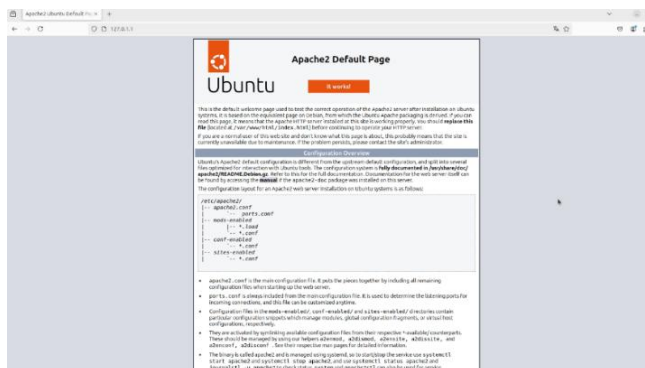 Apache2 Ubuntu Default Pa
Apache2 Default Page
Ubuntu
It works!
This is the default welcome page used to test the correct operation of the Apache2 server after installation on Ubuntu
systems. It is based on the equivalent page on Debian, from which the Ubuntu Apache packaging is derived. If you can
read this page, it means that the Apache HTTP server installed at this site is working properly. You should replace this
file (located at /var/www/html/index.html) before continuing to operate your HTTP server.
If you are a normal user of this web site and don't know what this page is about, this probably means that the site is
currently unavailable due to maintenance. If the problem persists, please contact the site's administrator.
Configuration Overview
Ubuntu's Apache2 default configuration is different from the upstream default configuration, and split into several
files optimized for interaction with Ubuntu tools. The configuration system is fully documented in /usr/share/doc/
apache2/README.Debian.gz. Refer to this for the full documentation. Documentation for the web server itself can
be found by accessing the manual if the apache2-doc package was installed on this server.
The configuration layout for an Apache2 web server installation on Ubuntu systems is as follows:
/etc/apache2/
|-- apache2.conf
|       `--  ports.conf
|-- mods-enabled
|       |-- *.load
|       `-- *.conf
|-- conf-enabled
|       `-- *.conf
|-- sites-enabled
|       `-- *.conf
• apache2.conf is the main configuration file. It puts the pieces together by including all remaining
configuration files when starting up the web server.
• ports.conf is always included from the main configuration file. It is used to determine the listening ports for
incoming connections, and this file can be customized anytime.
• Configuration files in the mods-enabled/, conf-enabled/ and sites-enabled/ directories contain
particular configuration snippets which manage modules, global configuration fragments, or virtual host
configurations, respectively.
• They are activated by symlinking available configuration files from their respective *-available/ counterparts.
These should be managed by using our helpers a2enmod, a2dismod, a2ensite, a2dissite, and
a2enconf, a2disconf . See their respective man pages for detailed information.
• The binary is called apache2 and is managed using systemd, so to start/stop the service use systemctl
start apache2 and systemctl stop apache2, and use systemctl status apache2 and